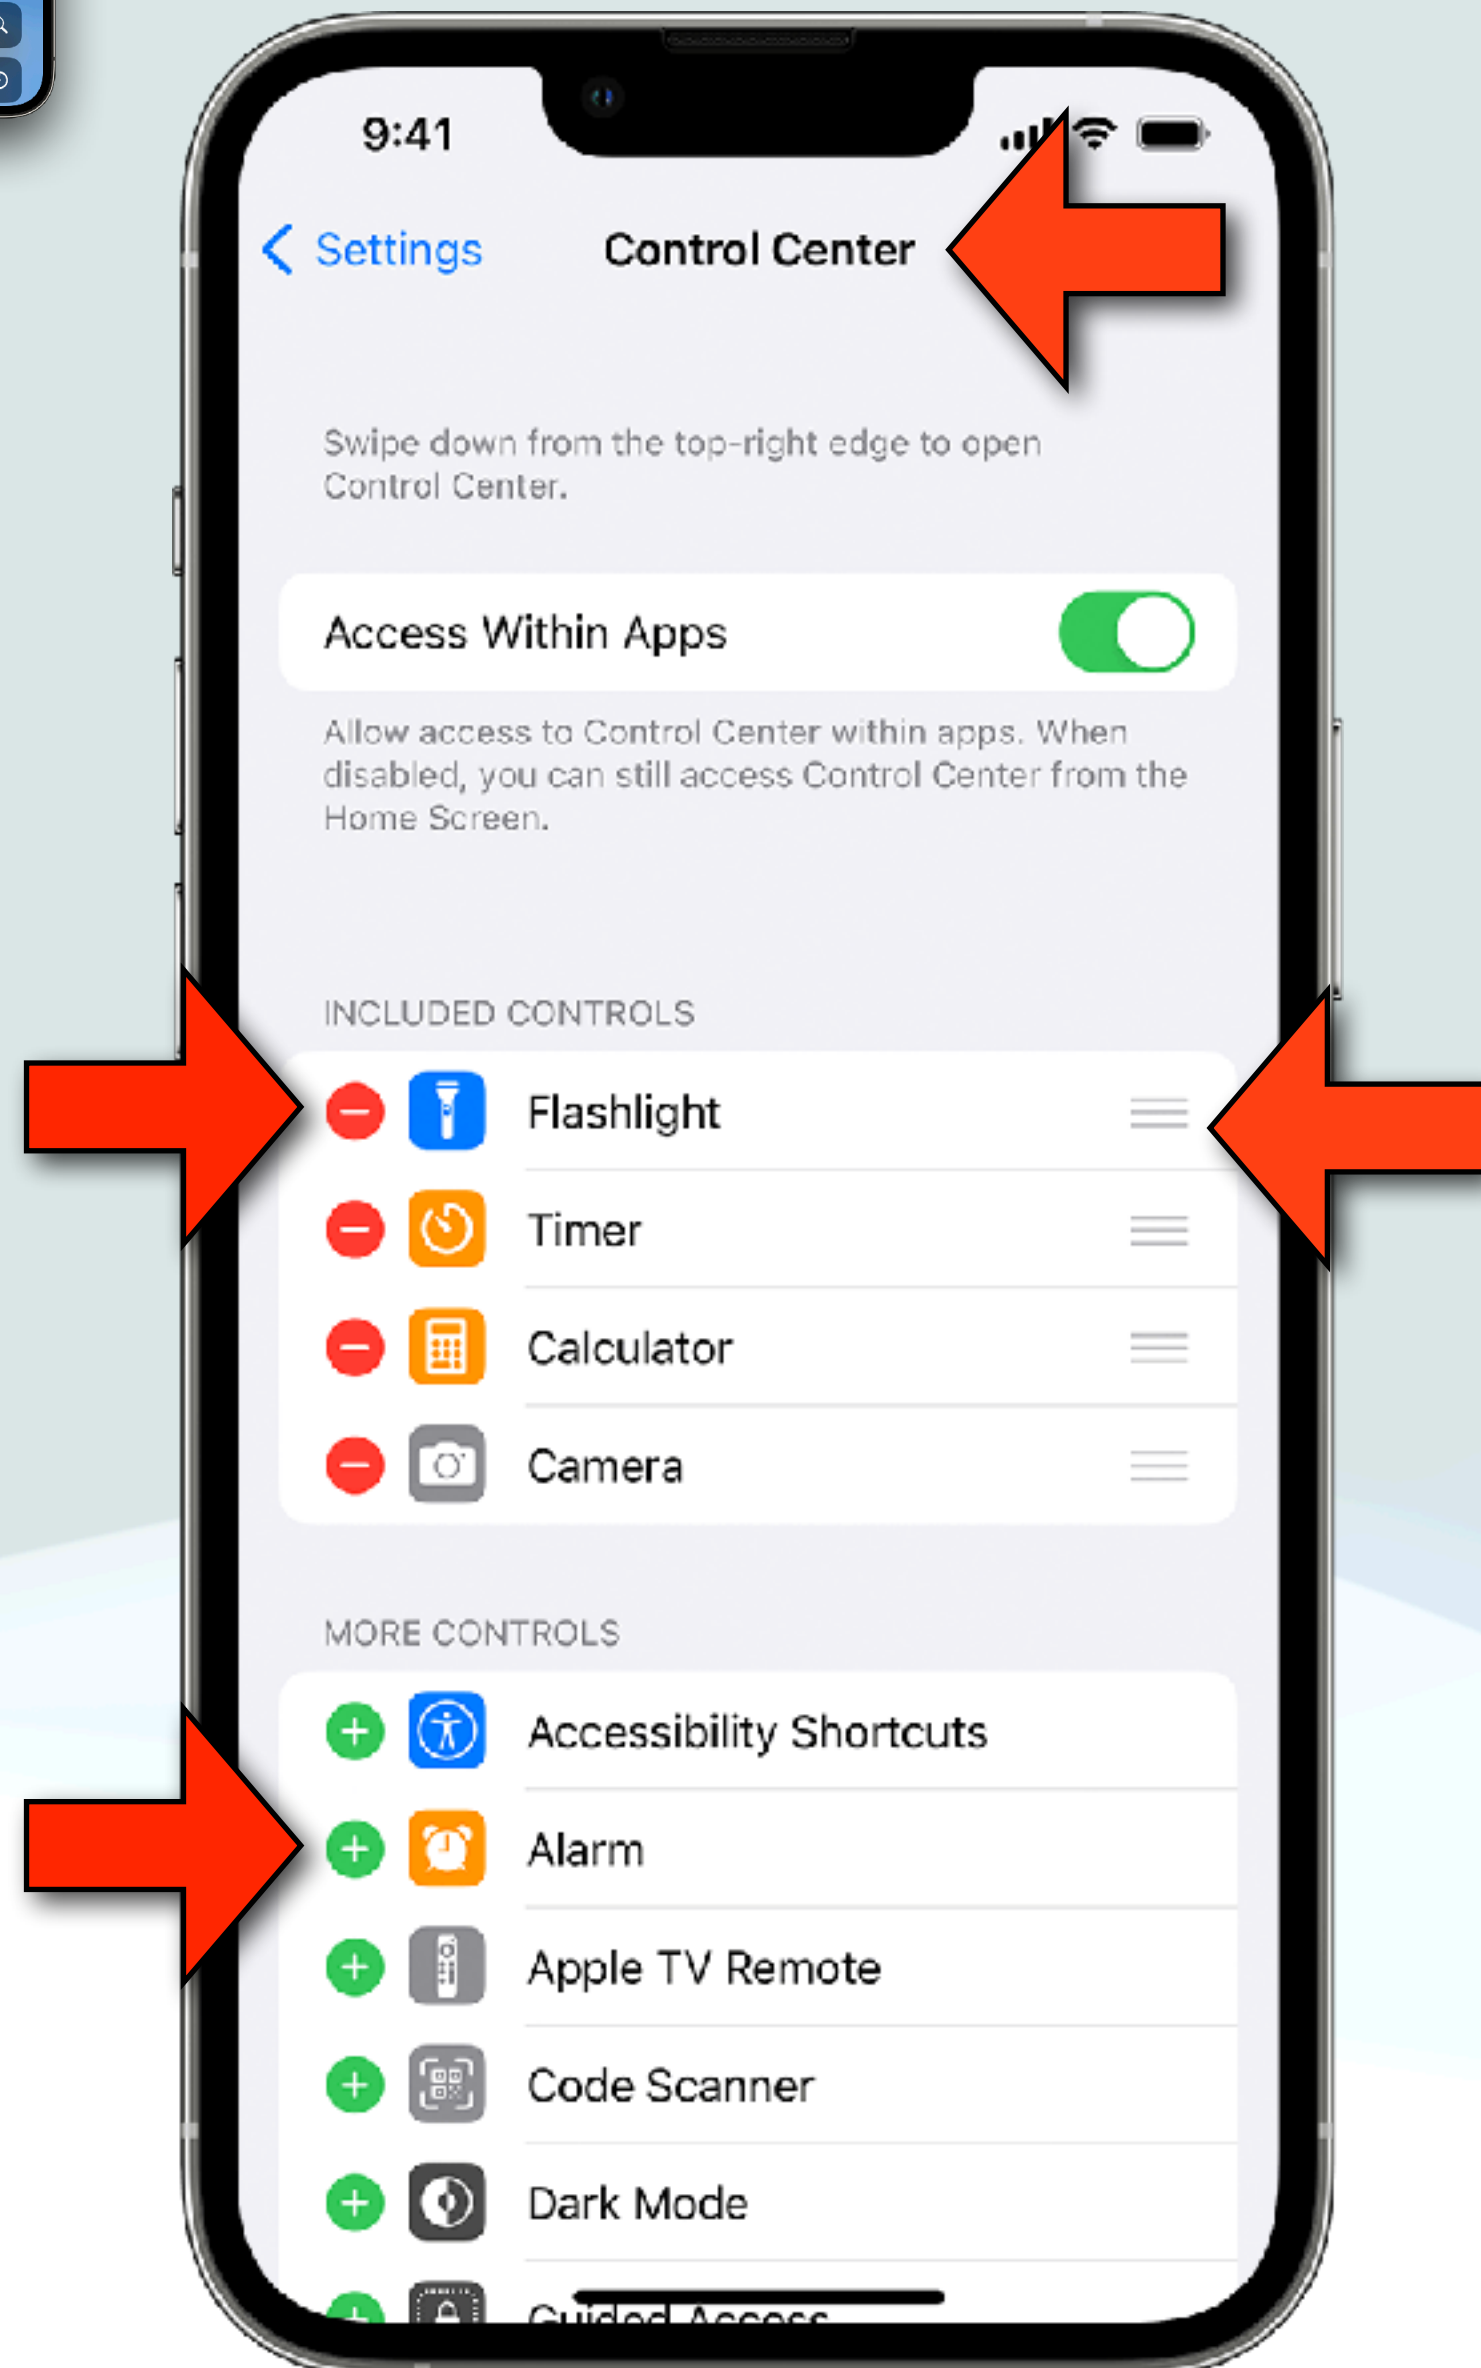 9:41
Settings
Control Center
Swipe down from the top-right edge to open
Control Center.
Access Within Apps
Allow access to Control Center within apps. When
disabled, you can still access Control Center from the
Home Screen.
INCLUDED CONTROLS
Flashlight
Timer
Calculator
Camera
MORE CONTROLS
Accessibility Shortcuts
Alarm
Apple TV Remote
Code Scanner
Dark Mode
Guided Access